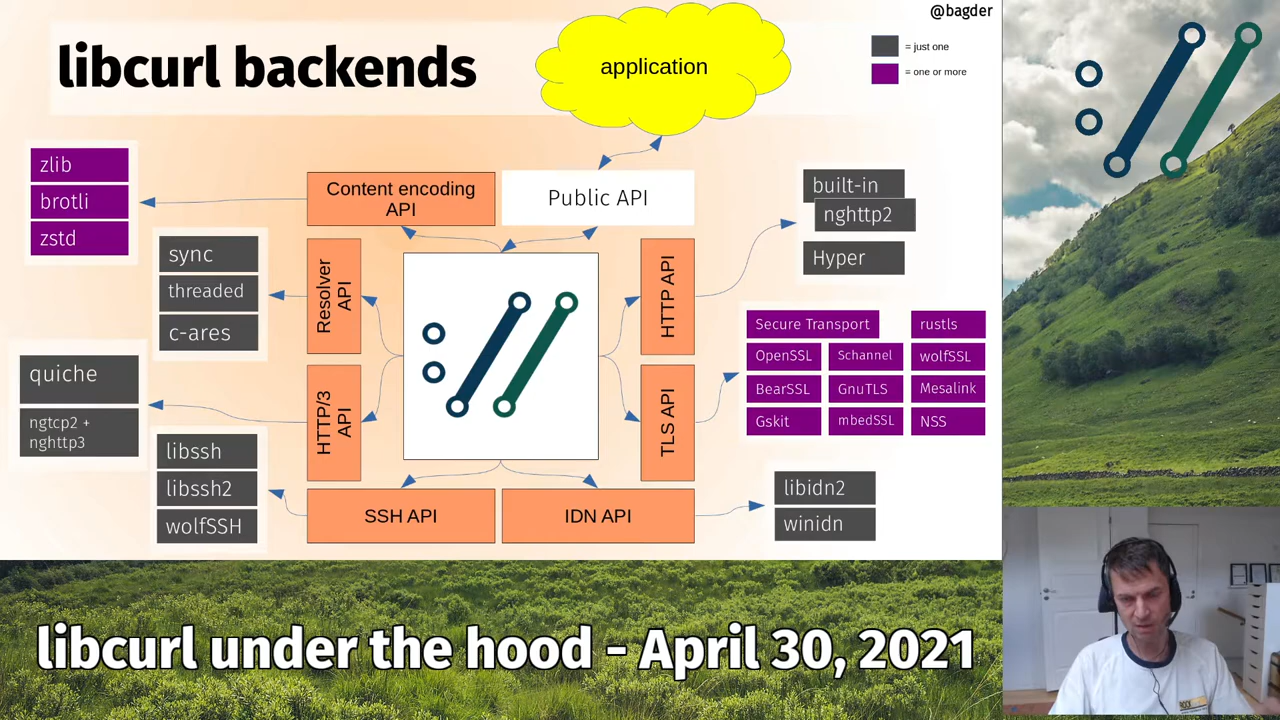 @bagder
libcurl backends
application
= just one
= one or more
zlib
brotli
zstd
Content encoding
API
Public API
built-in
nghttp2
Hyper
sync
threaded
c-ares
Resolver
API
HTTP API
Secure Transport
rustls
OpenSSL
Schannel
wolfSSL
BearSSL
GnuTLS
Mesalink
Gskit
mbedSSL
NSS
quiche
ngtcp2 +
nghttp3
HTTP/3
API
TLS API
libssh
libssh2
wolfSSH
SSH API
IDN API
libidn2
winidn
libcurl under the hood - April 30, 2021